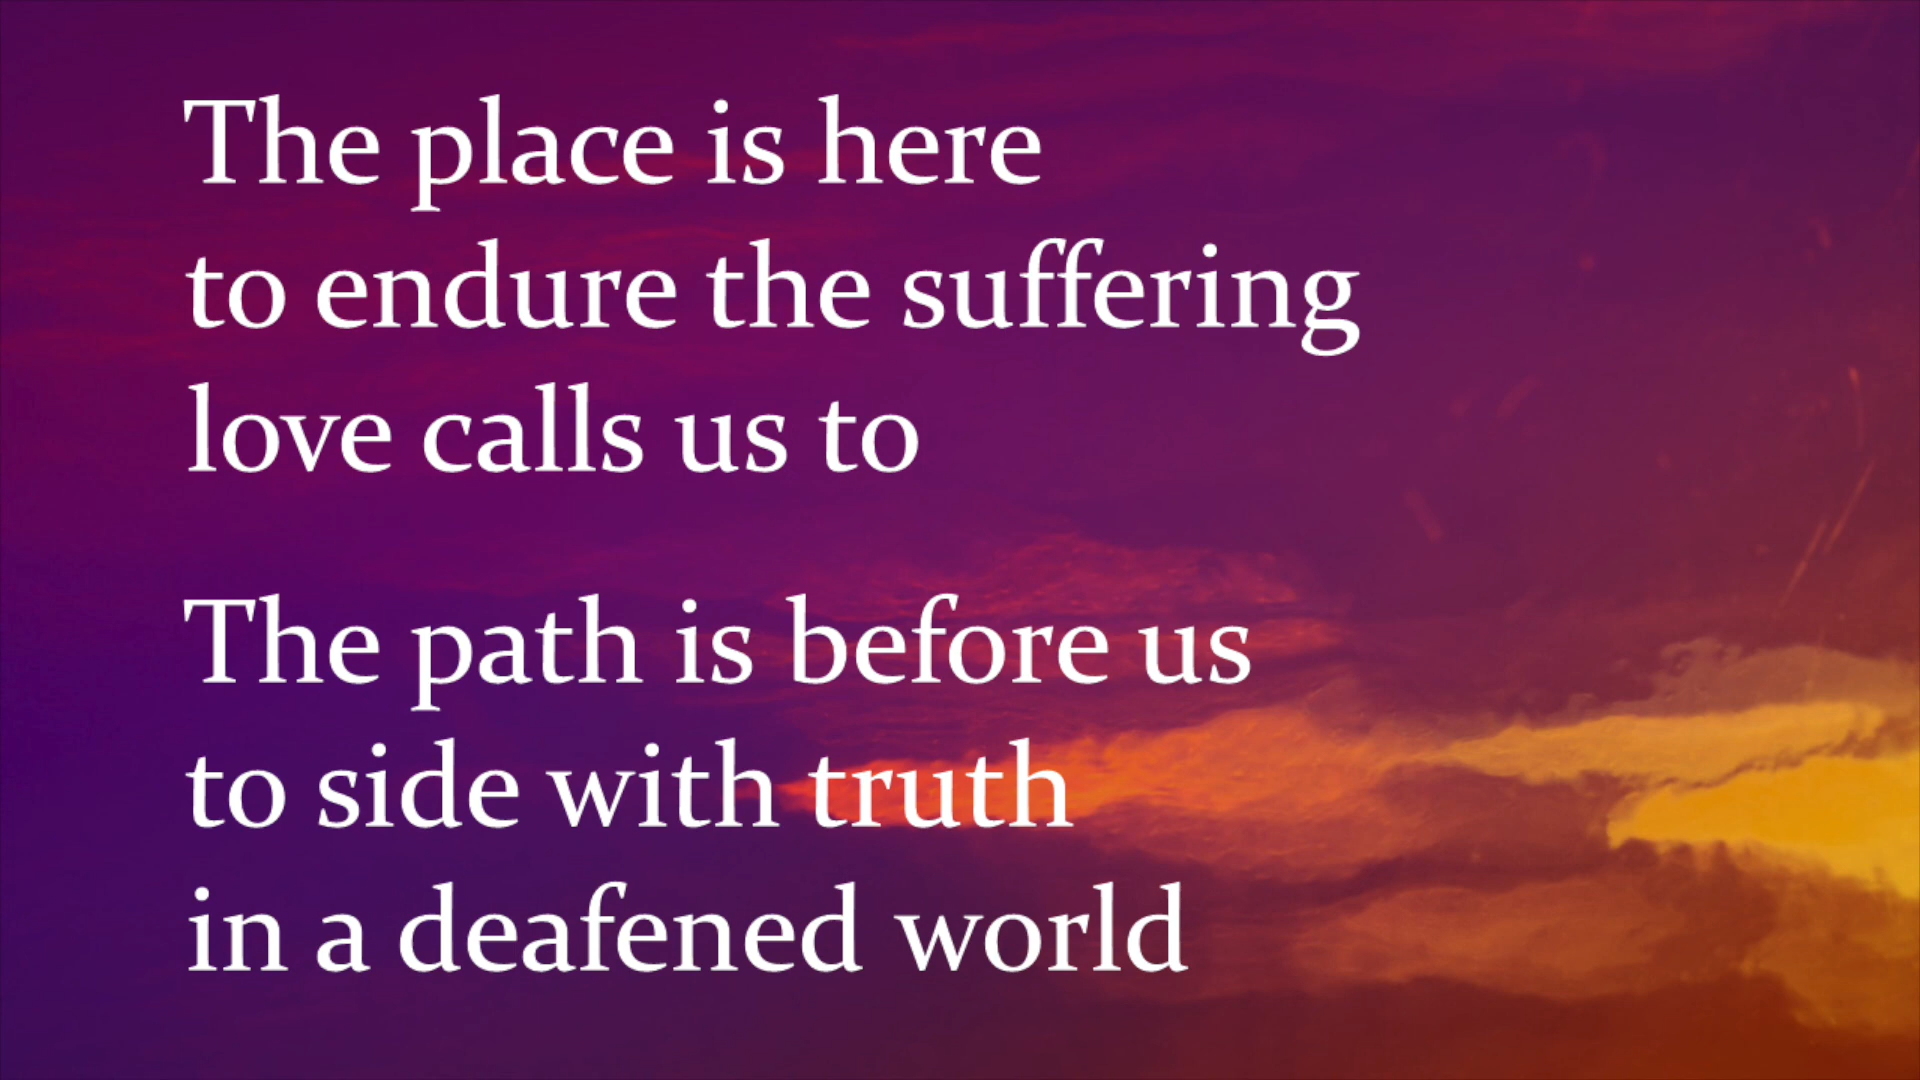 The place is here
to endure the suffering
love calls us to
The path is before us
to side with truth
in a deafened world